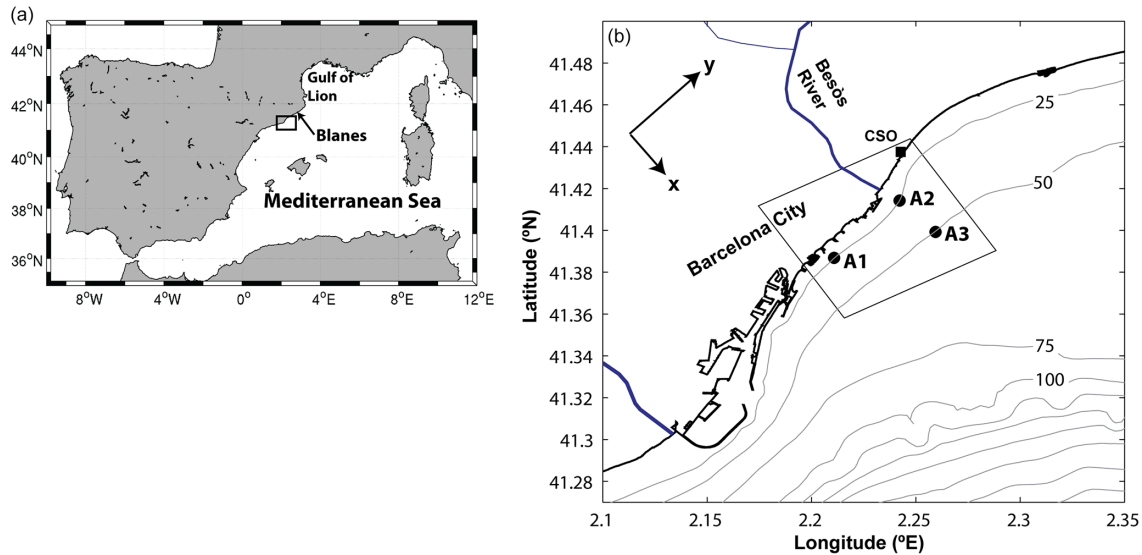 (a)
44°N
42°N
40°N
38°N
36°N
8°W
4°W
0°
4°E
8°E
12°E
Gulf of
Lion
Blanes
Mediterranean Sea
(b)
41.48
41.46
41.44
41.42
41.4
41.38
41.36
41.34
41.32
41.3
41.28
Latitude (ºN)
2.1
2.15
2.2
2.25
2.3
2.35
Longitude (ºE)
y
x
Besòs
River
CSO
25
50
75
100
A2
A3
A1
Barcelona City